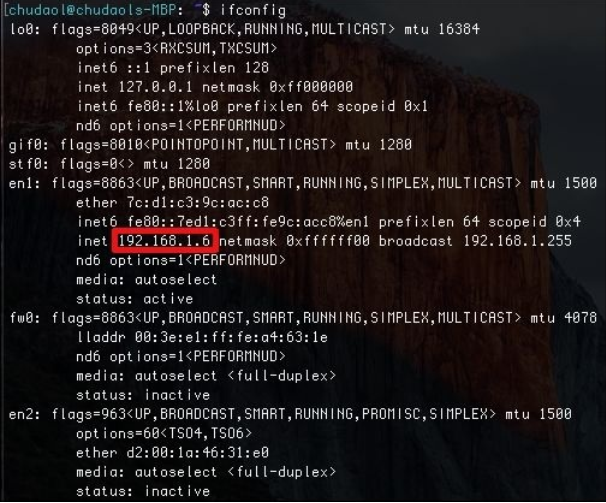 [chudaol@chudaols-MBP: ~$ ifconfig
lo0: flags=8049<UP,LOOPBACK,RUNNING,MULTICAST> mtu 16384
options=3<RXCSUM,TXCSUM>
inet6 ::1 prefixlen 128
inet 127.0.0.1 netmask 0xff000000
inet6 fe80::1%lo0 prefixlen 64 scopeid 0x1
nd6 options=1<PERFORMNUD>
gif0: flags=8010<POINTOPOINT,MULTICAST> mtu 1280
stf0: flags=0<> mtu 1280
en1: flags=8863<UP,BROADCAST,SMART,RUNNING,SIMPLEX,MULTICAST> mtu 1500
ether 7c:d1:c3:9c:ac:c8
inet6 fe80::7ed1:c3ff:fe9c:acc8%en1 prefixlen 64 scopeid 0x4
inet 192.168.1.6 netmask 0xffffff00 broadcast 192.168.1.255
nd6 options=1<PERFORMNUD>
media: autoselect
status: active
fw0: flags=8863<UP,BROADCAST,SMART,RUNNING,SIMPLEX,MULTICAST> mtu 4078
lladdr 00:3e:e1:ff:fe:a4:63:1e
nd6 options=1<PERFORMNUD>
media: autoselect <full-duplex>
status: inactive
en2: flags=963<UP,BROADCAST,SMART,RUNNING,PROMISC,SIMPLEX> mtu 1500
options=60<TSO4,TSO6>
ether d2:00:1a:46:31:e0
media: autoselect <full-duplex>
status: inactive